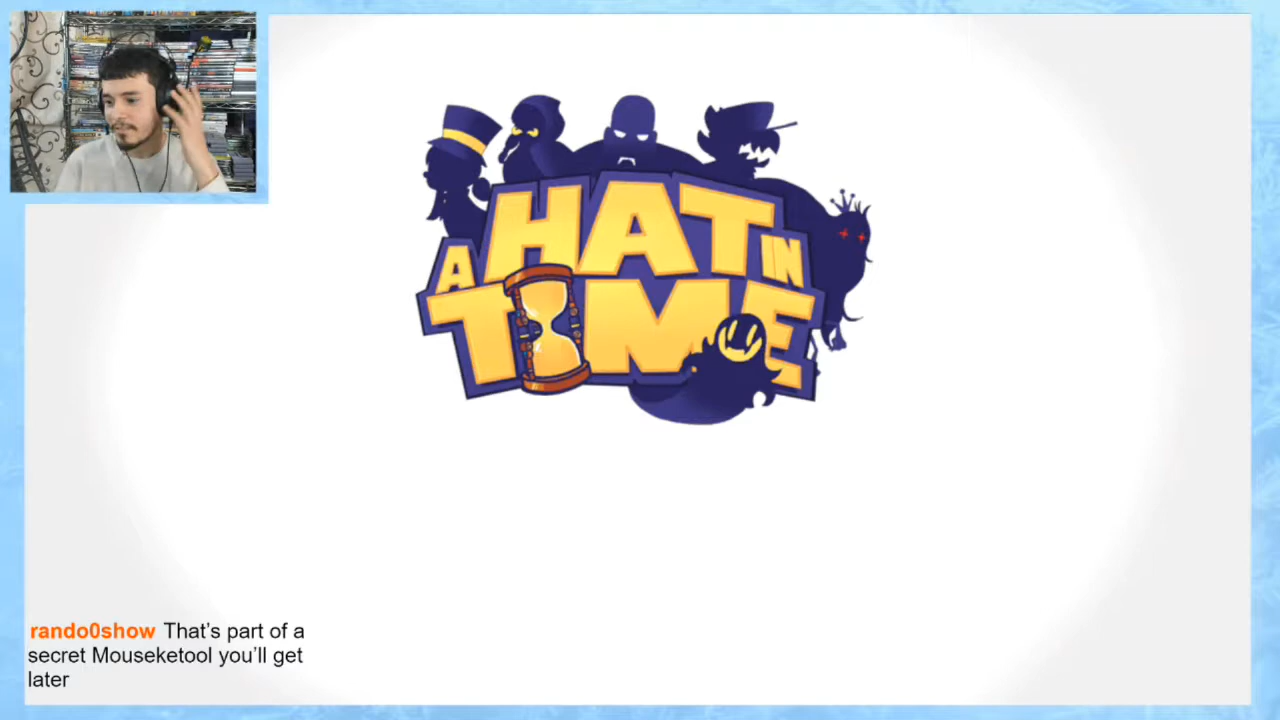 A HAT IN
TIME
rando0show That's part of a
secret Mouseketool you'll get
later